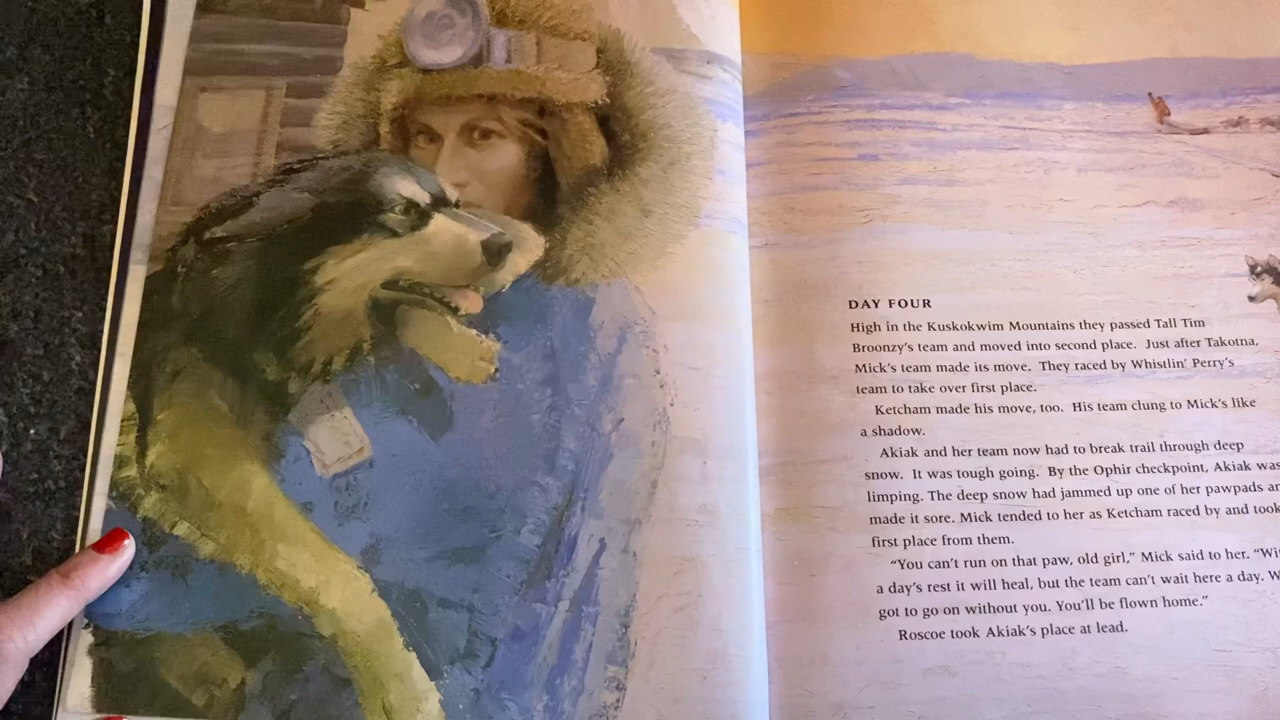 DAY FOUR
High in the Kuskokwim Mountains they passed Tall Tim
Broonzy's team and moved into second place. Just after Takotna,
Mick's team made its move. They raced by Whistlin' Perry's
team to take over first place.
Ketcham made his move, too. His team clung to Mick's like
a shadow.
Akiak and her team now had to break trail through deep
snow. It was tough going. By the Ophir checkpoint, Akiak was
limping. The deep snow had jammed up one of her pawpads
made it sore. Mick tended to her as Ketcham raced by and took
first place from them.
"You can't run on that paw, old girl," Mick said to her.
a day's rest it will heal, but the team can't wait here a day.
got to go on without you. You'll be flown home."
Roscoe took Akiak's place at lead.